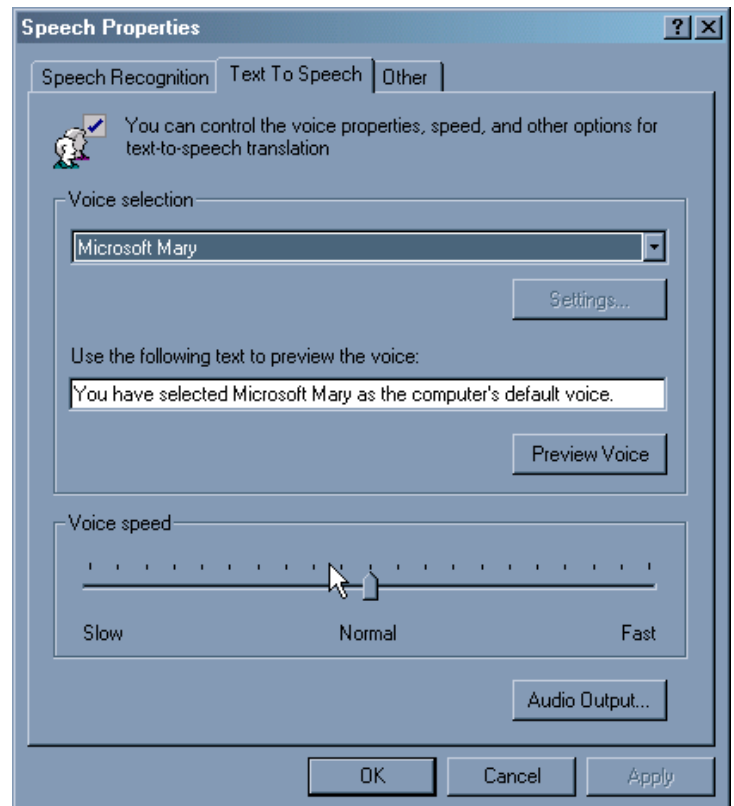 Speech Properties
Speech Recognition Text To Speech Other
You can control the voice properties, speed, and other options for
text-to-speech translation
Voice selection
Microsoft Mary
Settings...
Use the following text to preview the voice:
You have selected Microsoft Mary as the computer's default voice.
Preview Voice
Voice speed
Slow Normal Fast
Audio Output...
OK Cancel Apply